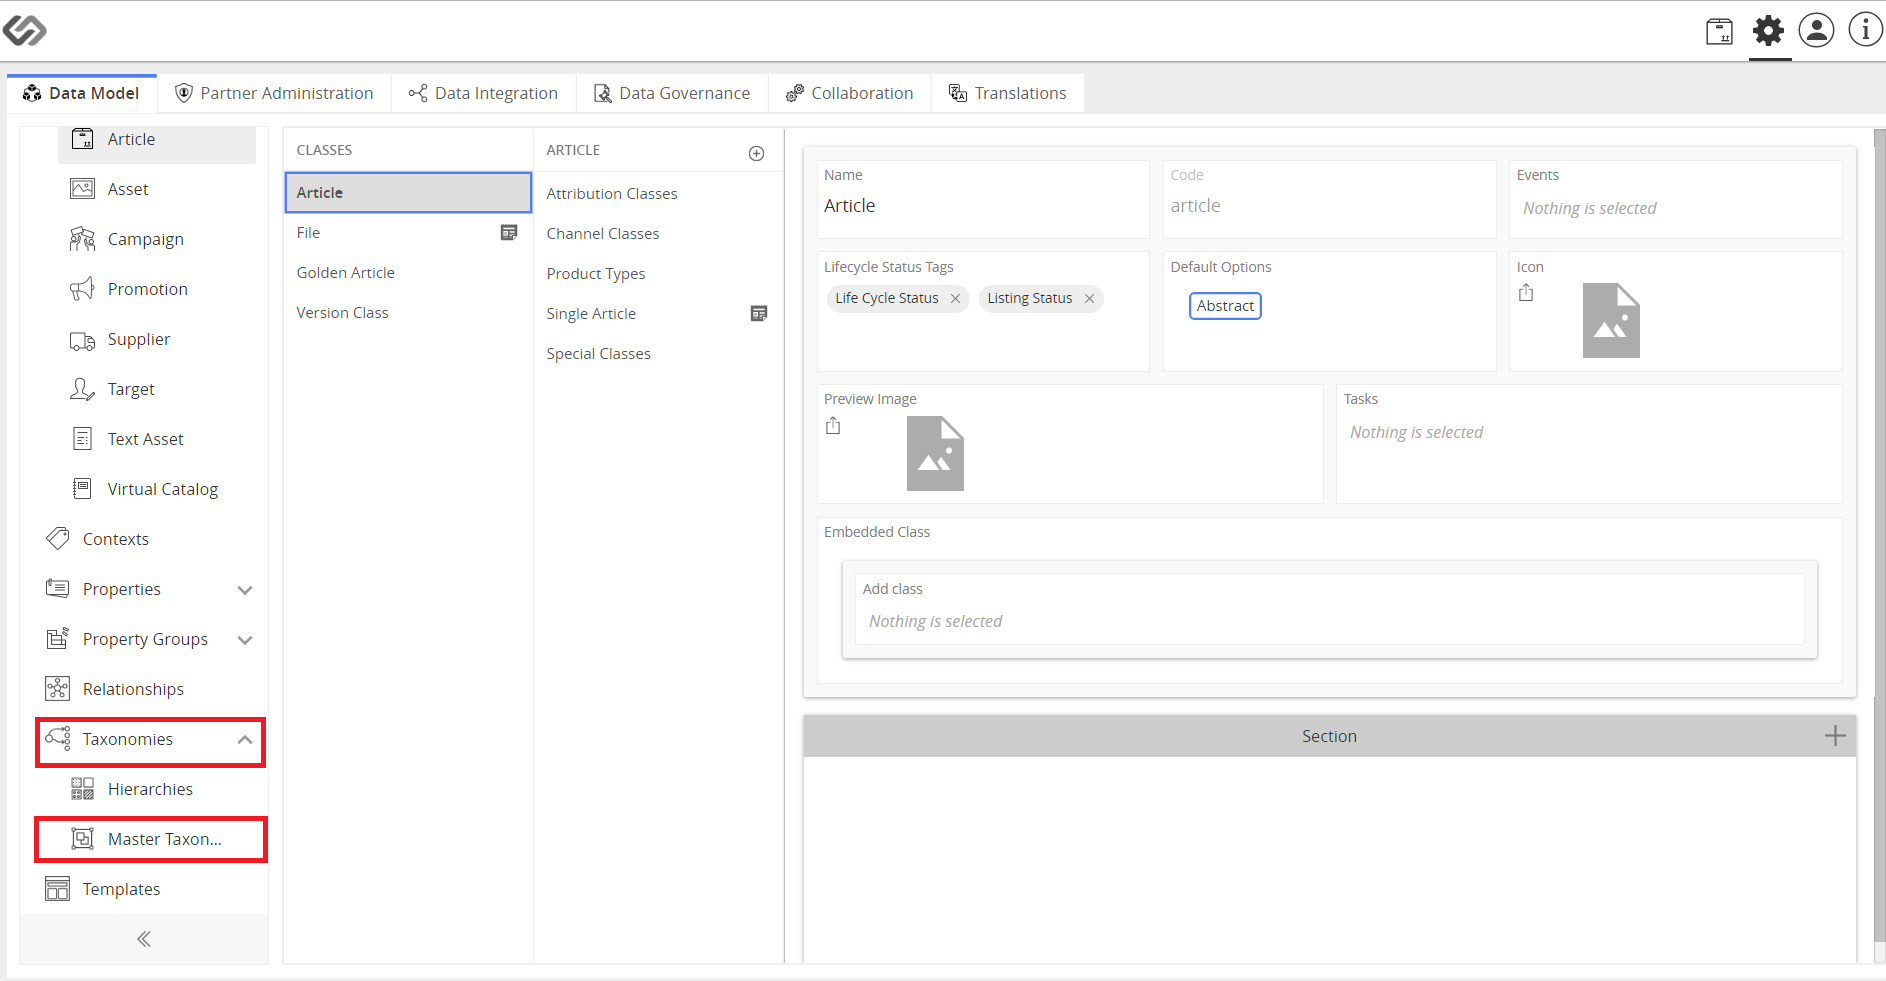 Data Model
Partner Administration
Data Integration
Data Governance
Collaboration
Translations
Article
Asset
Campaign
Promotion
Supplier
Target
Text Asset
Virtual Catalog
Contexts
Properties
Property Groups
Relationships
Taxonomies
Hierarchies
Master Taxon...
Templates
CLASSES
Article
File
Golden Article
Version Class
ARTICLE
Attribution Classes
Channel Classes
Product Types
Single Article
Special Classes
Name
Article
Code
article
Events
Nothing is selected
Lifecycle Status Tags
Life Cycle Status
Listing Status
Default Options
Abstract
Icon
Preview Image
Tasks
Nothing is selected
Embedded Class
Add class
Nothing is selected
Section